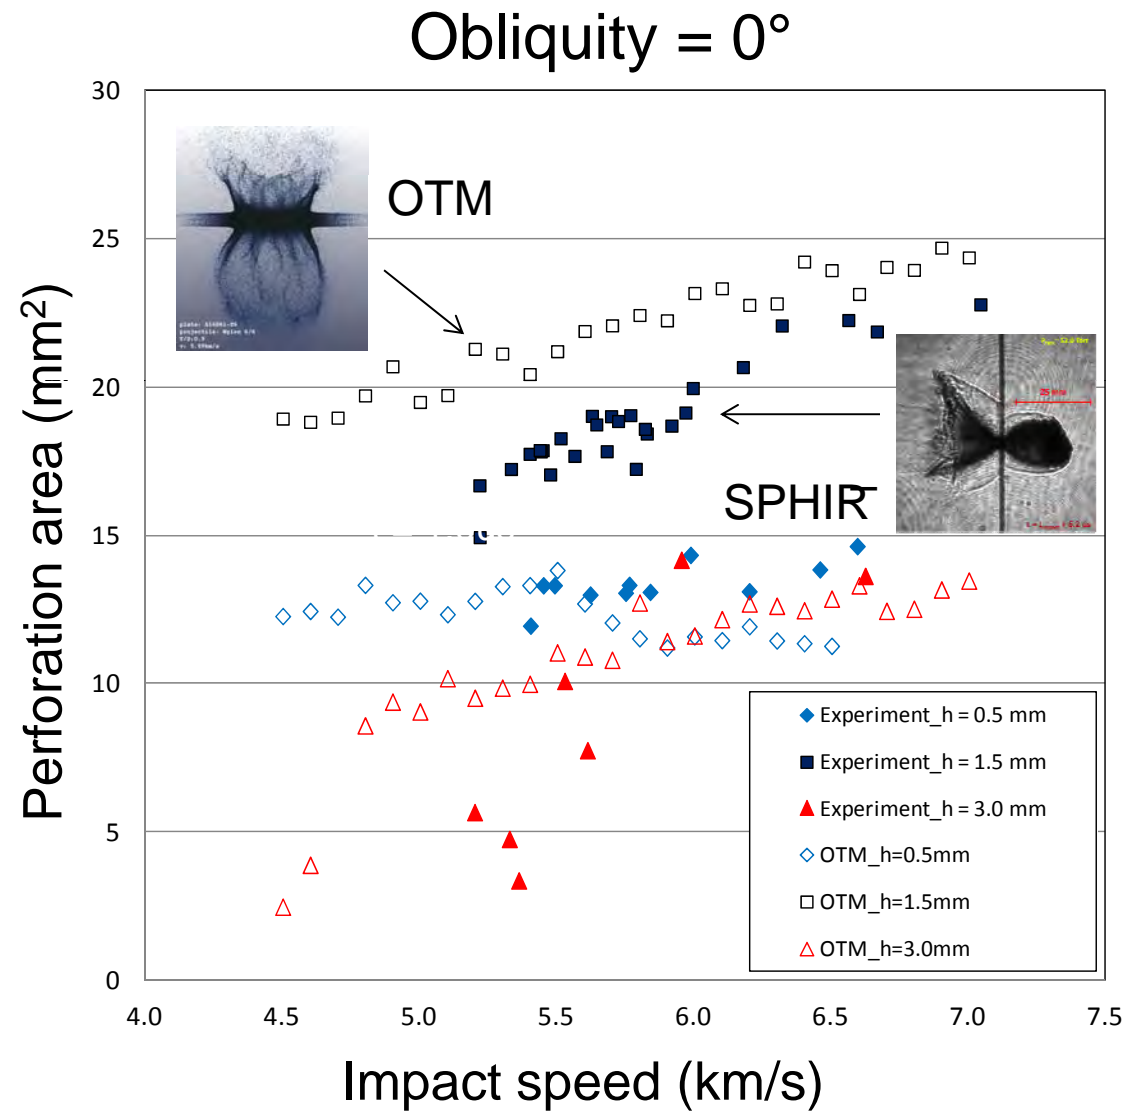 Obliquity = 0°
30
25
20
15
10
5
0
Perforation area (mm²)
OTM
SPHIR
25 mm
Experiment_h = 0.5 mm
Experiment_h = 1.5 mm
Experiment_h = 3.0 mm
OTM_h=0.5mm
OTM_h=1.5mm
OTM_h=3.0mm
4.0 4.5 5.0 5.5 6.0 6.5 7.0 7.5
Impact speed (km/s)